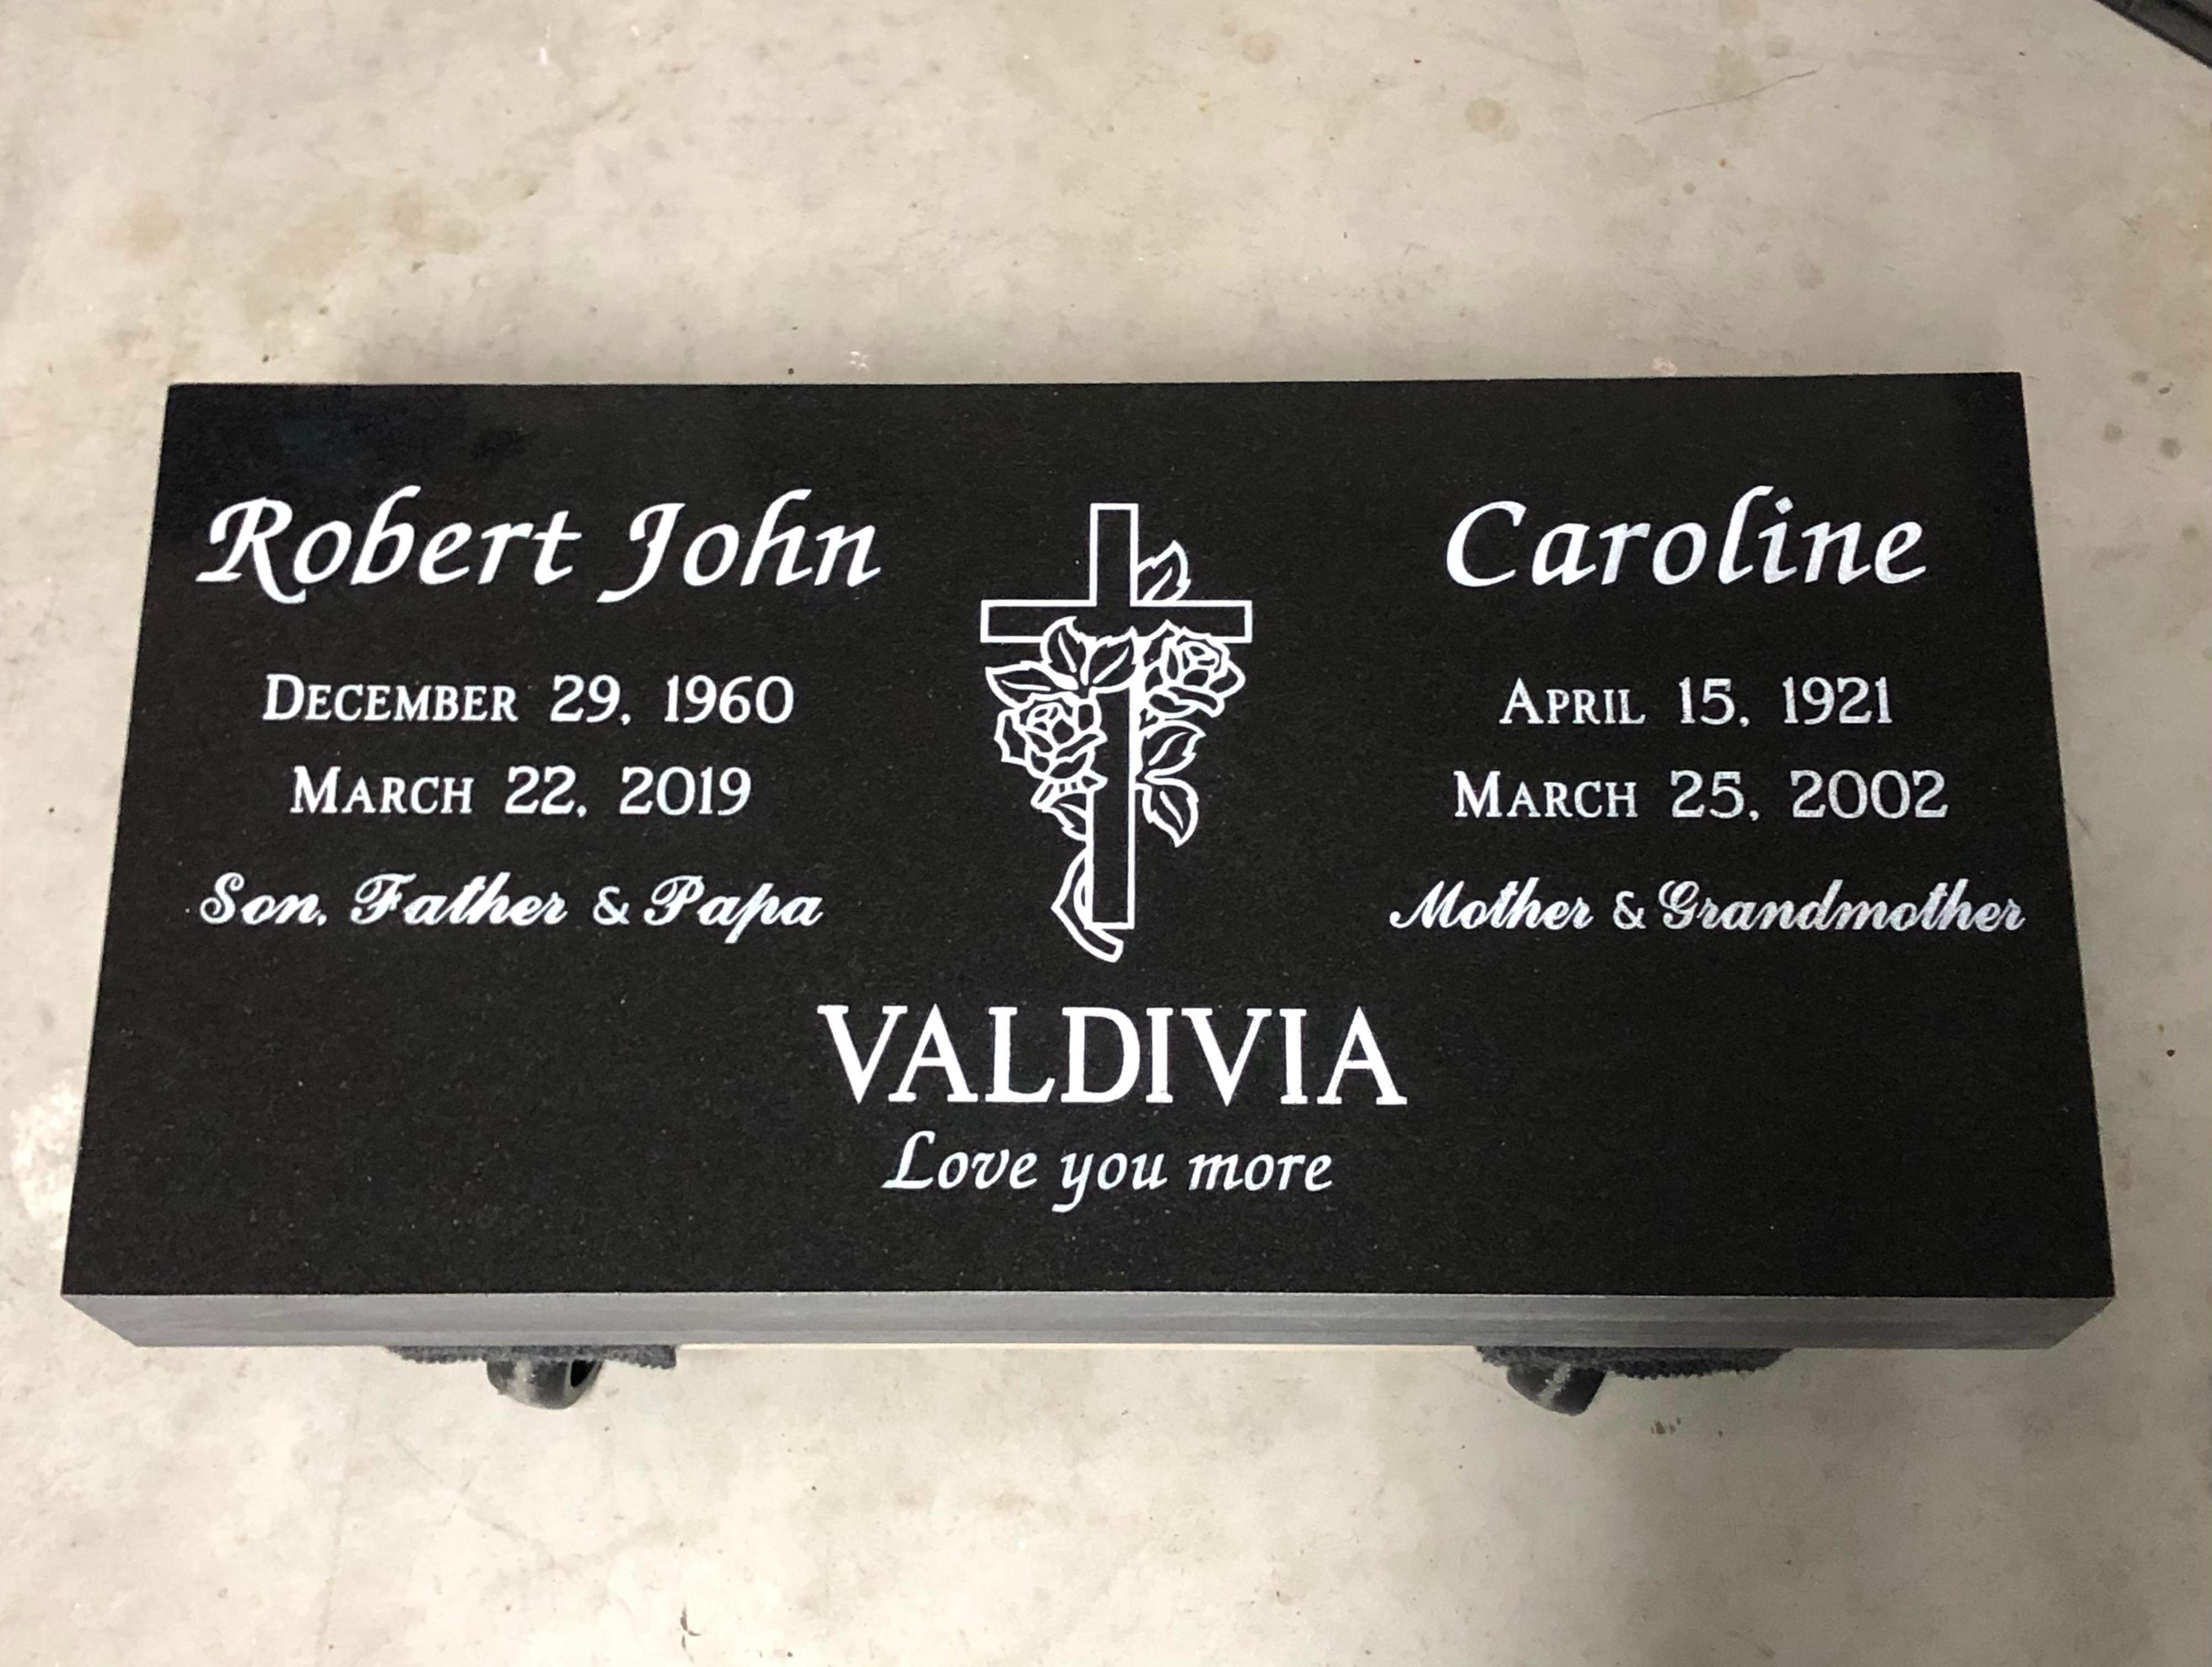 Robert John
December 29, 1960
March 22, 2019
Son, Father & Papa
Caroline
April 15, 1921
March 25, 2002
Mother & Grandmother
VALDIVIA
Love you more